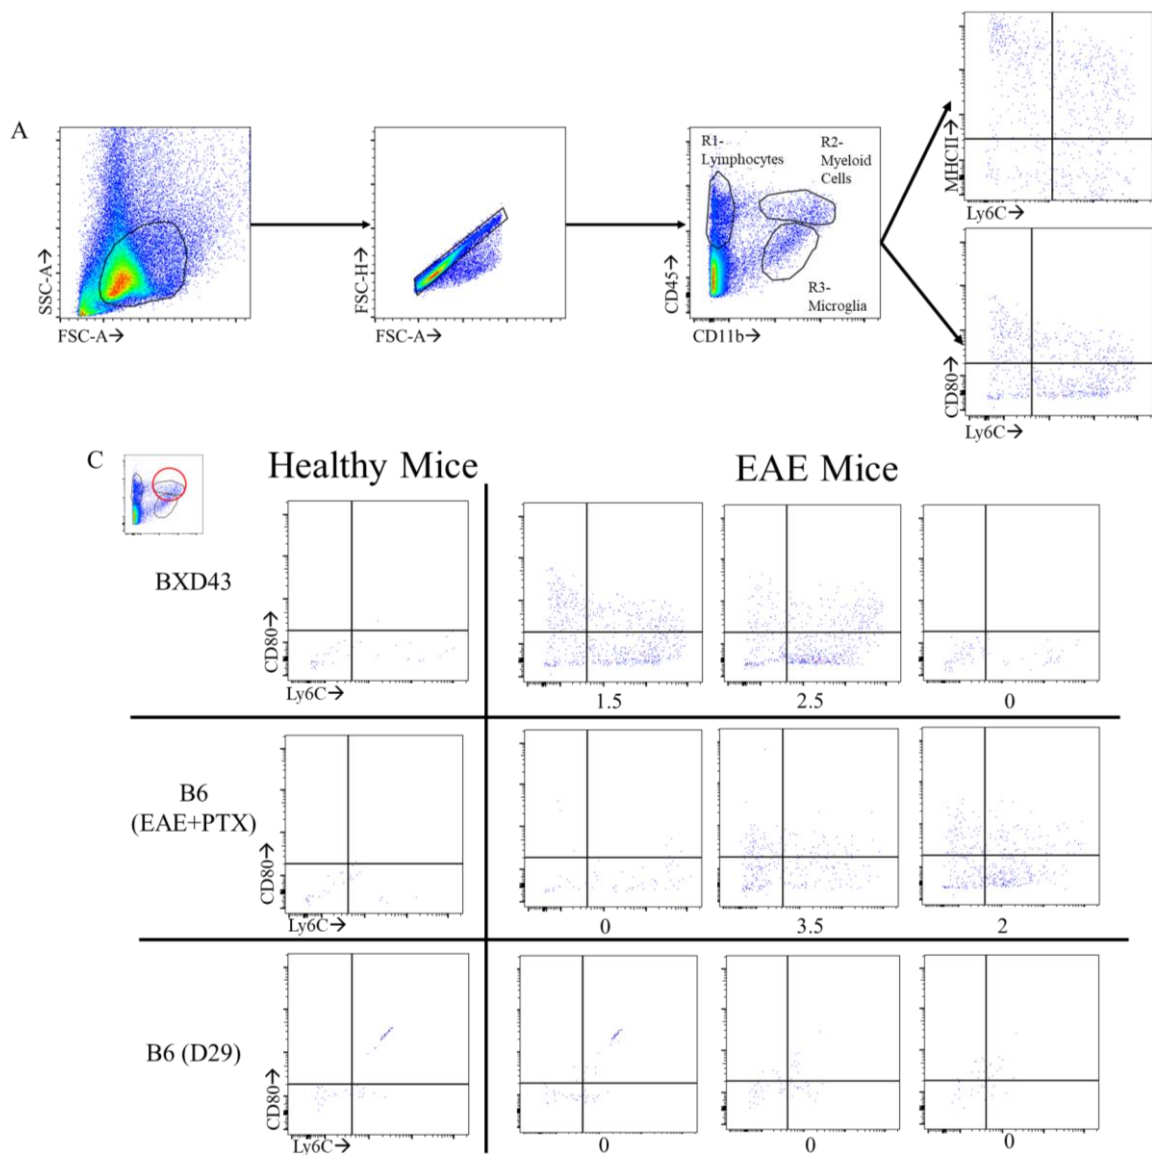 A
SSC-A→
FSC-A→
FSC-H→
FSC-A→
R1-
Lymphocytes
R2-
Myeloid
Cells
R3-
Microglia
CD45→
CD11b→
MHCII→
Ly6C→
CD80→
Ly6C→
C
Healthy Mice
EAE Mice
BXD43
CD80→
Ly6C→
1.5
2.5
0
B6
(EAE+PTX)
CD80→
Ly6C→
0
3.5
2
B6 (D29)
CD80→
Ly6C→
0
0
0